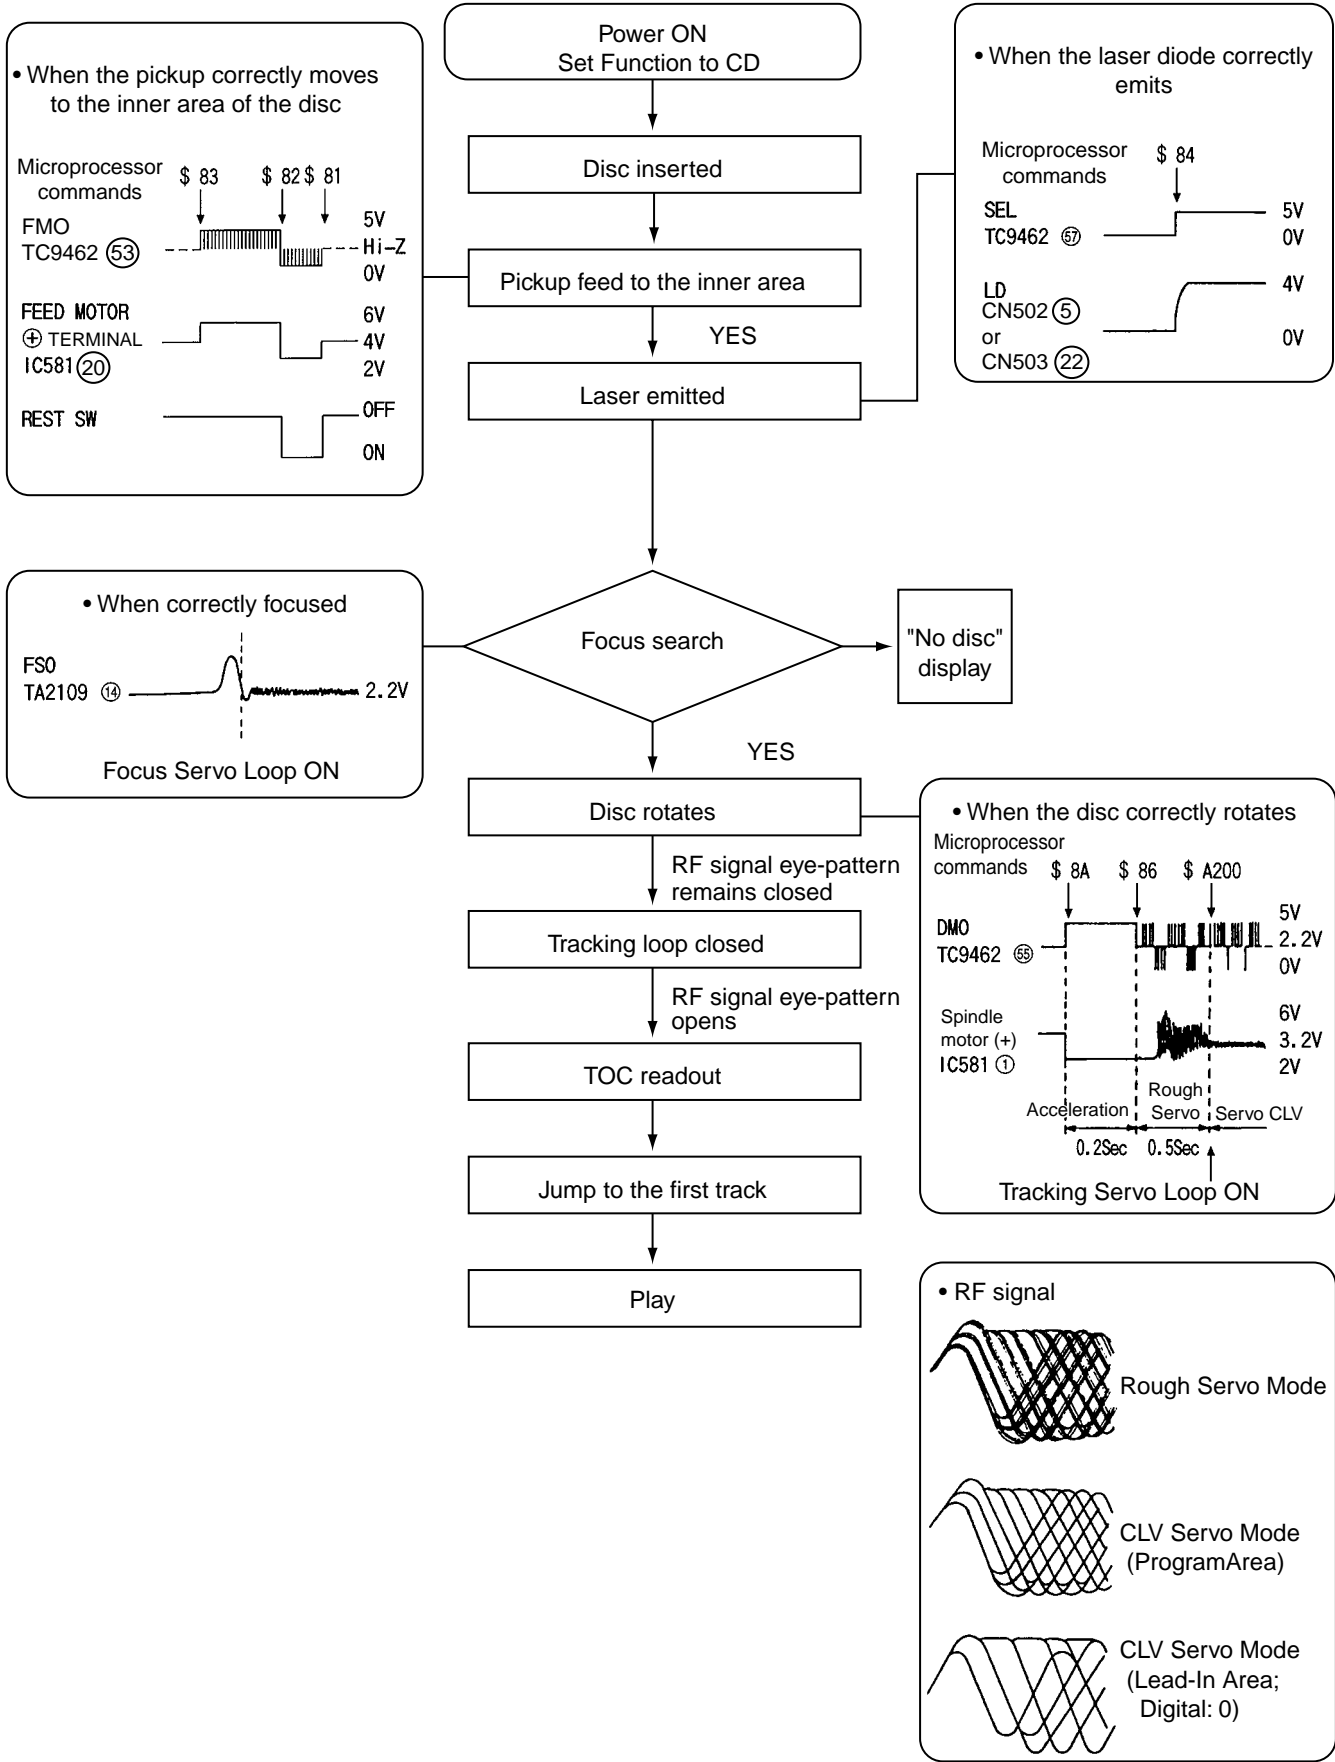 Power ON
Set Function to CD
• When the pickup correctly moves
to the inner area of the disc
Microprocessor
commands
$ 83
$ 82
$ 81
FMO
TC9462 53
5V
Hi-Z
0V
FEED MOTOR
⊕ TERMINAL
IC581 20
6V
4V
2V
REST SW
OFF
ON
Disc inserted
Pickup feed to the inner area
YES
Laser emitted
• When the laser diode correctly
emits
Microprocessor
commands
$ 84
SEL
TC9462 57
5V
0V
LD
CN502 5
or
CN503 22
4V
0V
• When correctly focused
FSO
TA2109 14
2.2V
Focus Servo Loop ON
Focus search
"No disc"
display
YES
Disc rotates
RF signal eye-pattern
remains closed
Tracking loop closed
RF signal eye-pattern
opens
TOC readout
Jump to the first track
Play
• When the disc correctly rotates
Microprocessor
commands
$ 8A
$ 86
$ A200
DMO
TC9462 55
5V
2.2V
0V
Spindle
motor (+)
IC581 1
6V
3.2V
2V
Acceleration
Rough
Servo
Servo CLV
0.2Sec
0.5Sec
Tracking Servo Loop ON
• RF signal
Rough Servo Mode
CLV Servo Mode
(ProgramArea)
CLV Servo Mode
(Lead-In Area;
Digital: 0)